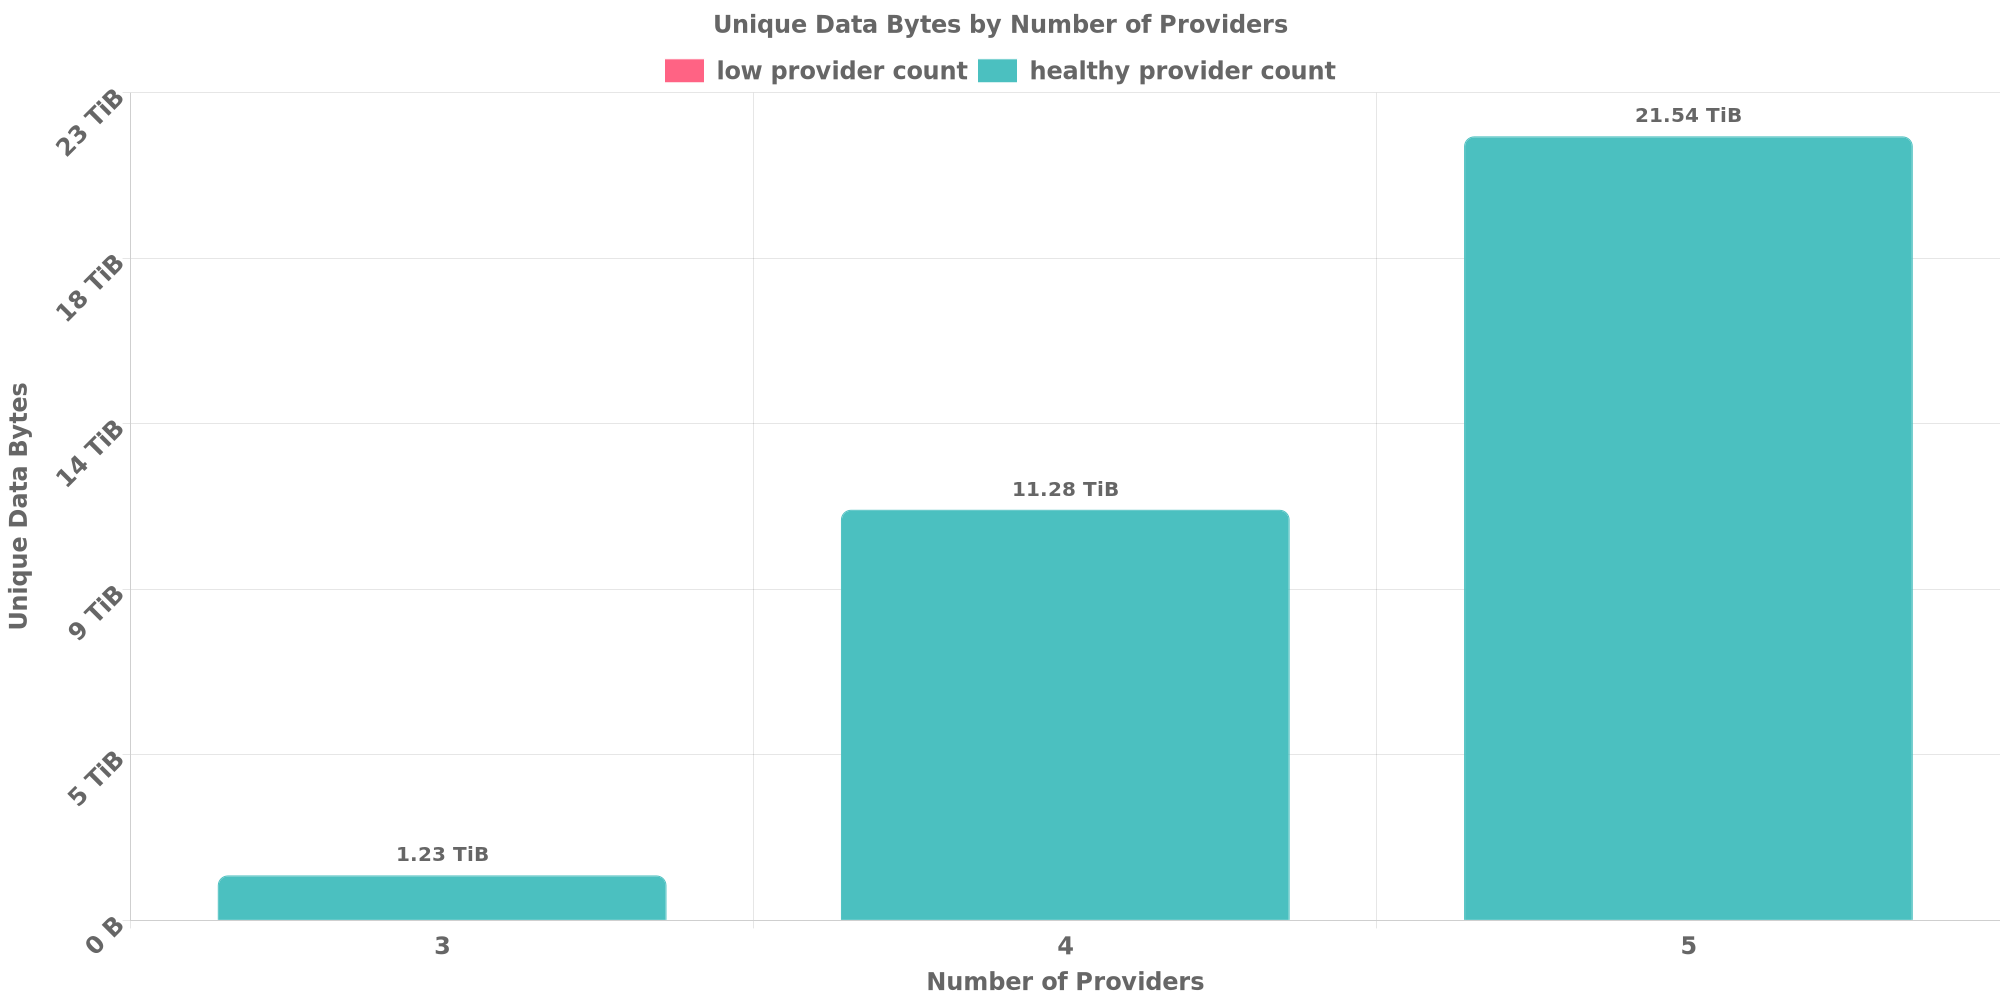 Unique Data Bytes by Number of Providers
low provider count healthy provider count
23 TiB
18 TiB
14 TiB
9 TiB
5 TiB
0 B
Unique Data Bytes
1.23 TiB
11.28 TiB
21.54 TiB
3 4 5
Number of Providers